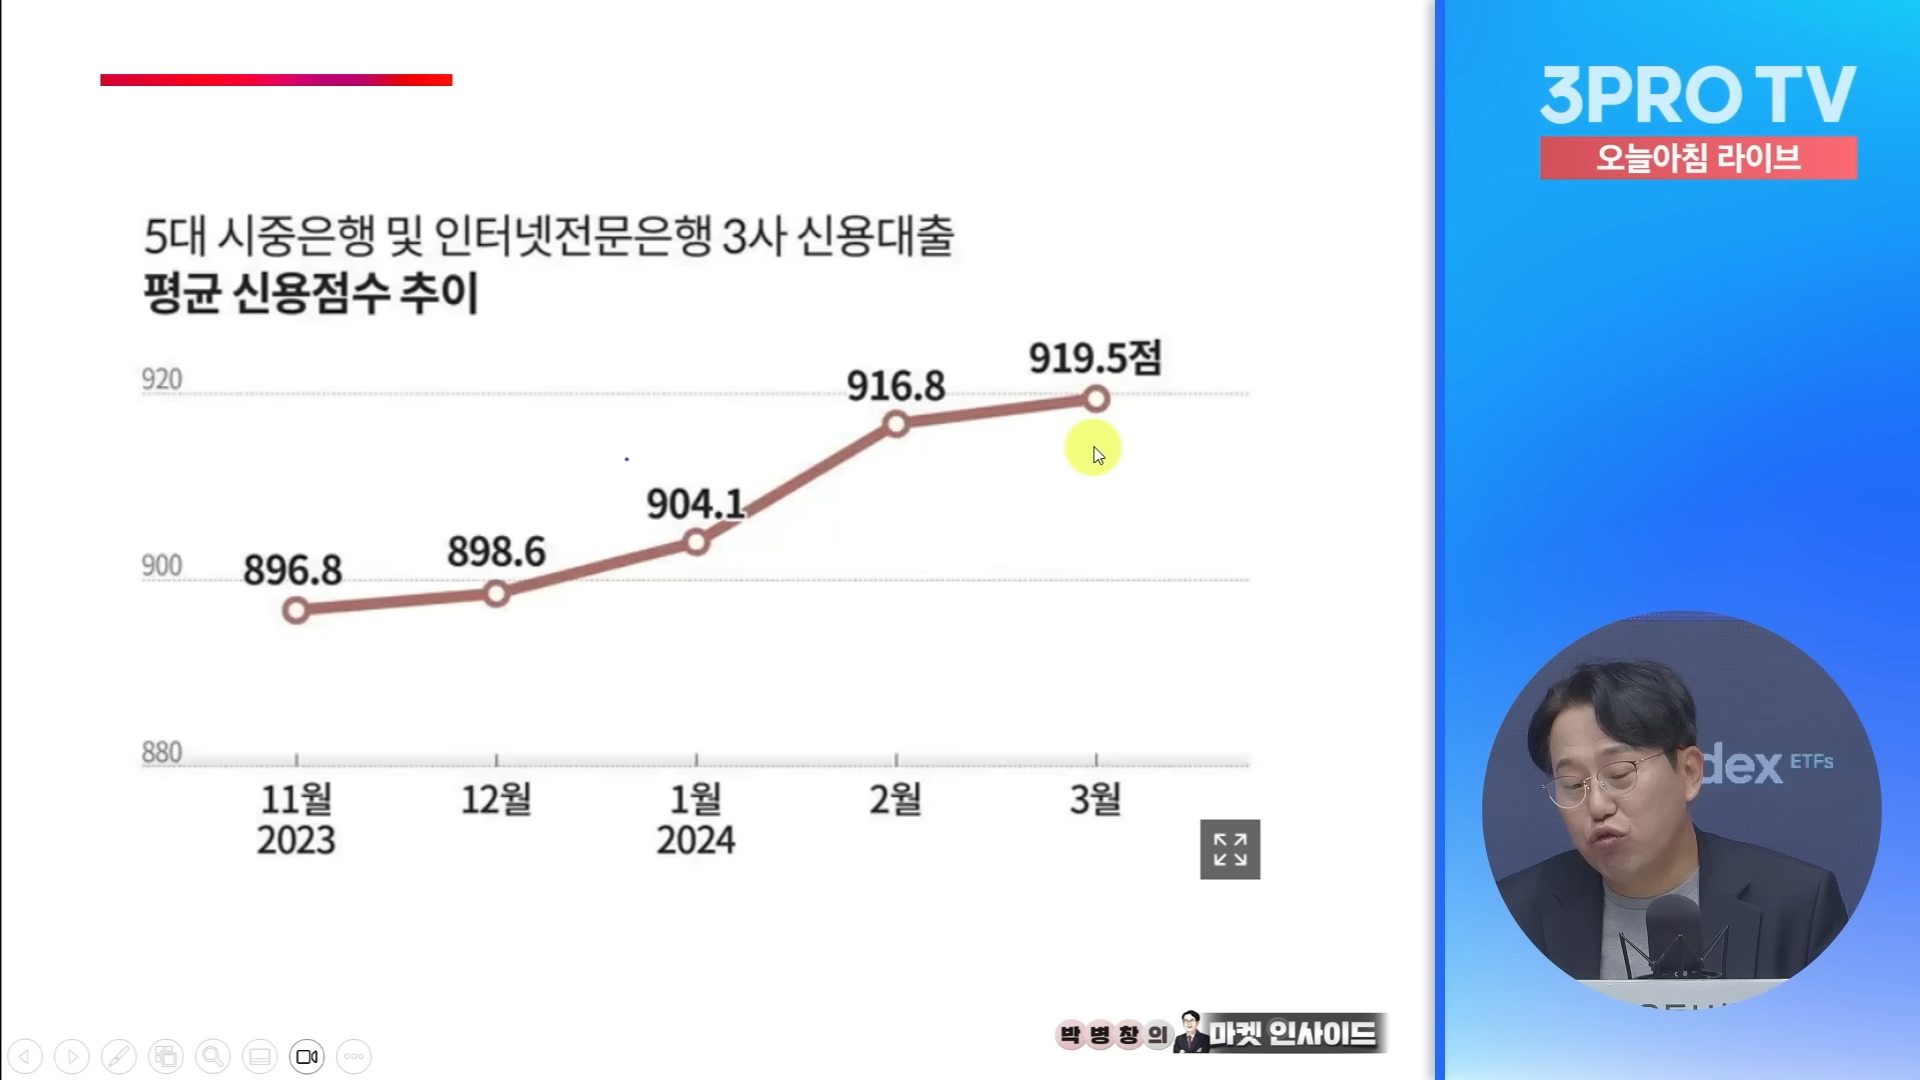 3PRO TV
오늘아침 라이브
5대 시중은행 및 인터넷전문은행 3사 신용대출
평균 신용점수 추이
920
900
880
896.8
898.6
904.1
916.8
919.5점
11월
2023
12월
1월
2024
2월
3월
dex ETFs
박병창의 마켓 인사이드